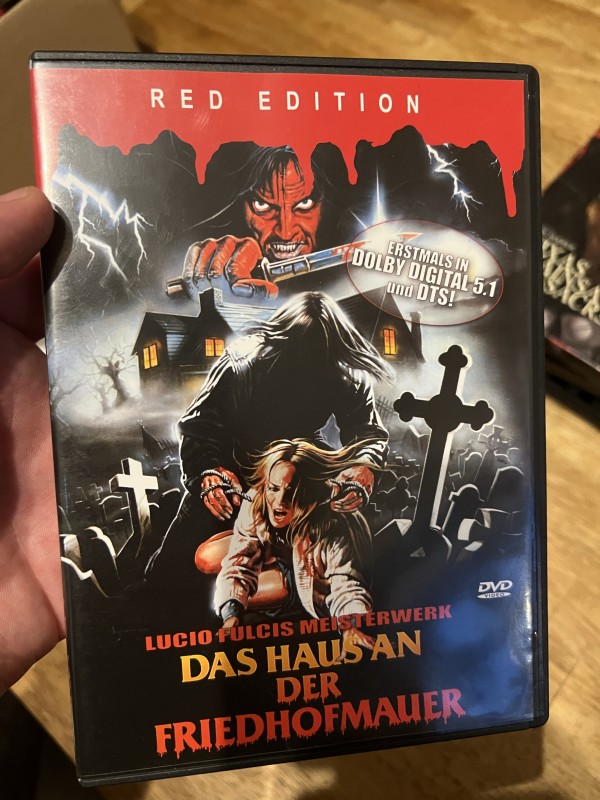 RED EDITION
ERSTMALS IN
DOLBY DIGITAL 5.1
und DTS!
DVD
VIDEO
LUCIO FULCIS MEISTERWERK
DAS HAUS AN
DER
FRIEDHOFMAUER